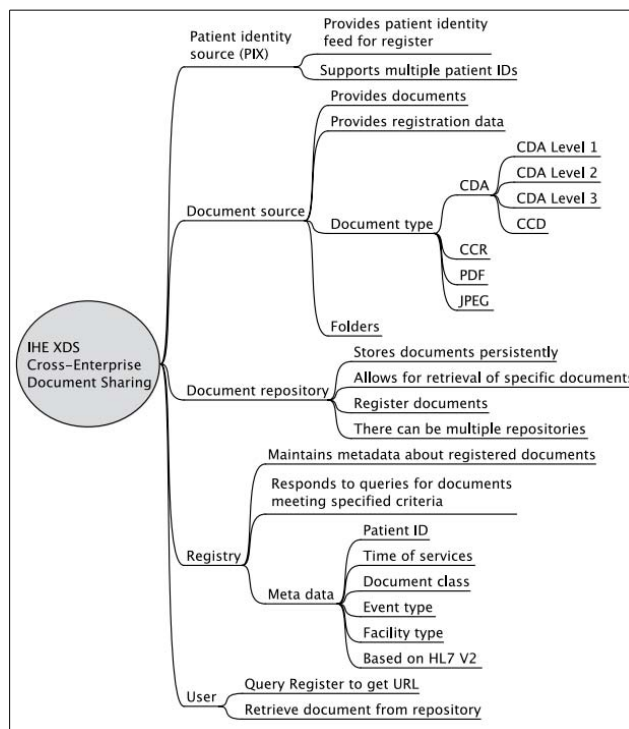 Patient identity
source (PIX)
Provides patient identity
feed for register
Supports multiple patient IDs
Document source
Provides documents
Provides registration data
Document type
CDA
CDA Level 1
CDA Level 2
CDA Level 3
CCD
CCR
PDF
JPEG
Folders
IHE XDS
Cross-Enterprise
Document Sharing
Document repository
Stores documents persistently
Allows for retrieval of specific documents
Register documents
There can be multiple repositories
Registry
Maintains metadata about registered documents
Responds to queries for documents
meeting specified criteria
Meta data
Patient ID
Time of services
Document class
Event type
Facility type
Based on HL7 V2
User
Query Register to get URL
Retrieve document from repository